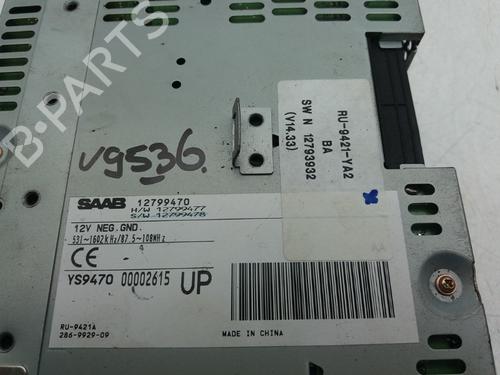 B-PARTS
V9536.
RU-9421-YA2
BA
SW N 12793932
(V14.33)
SAAB 12799470
H/W 12799477
S/W 12799478
12V NEG.GND.
531~1602kHz/87.5~108MHz
CE
YS9470 00002615 UP
RU-9421A
286-9929-09
MADE IN CHINA